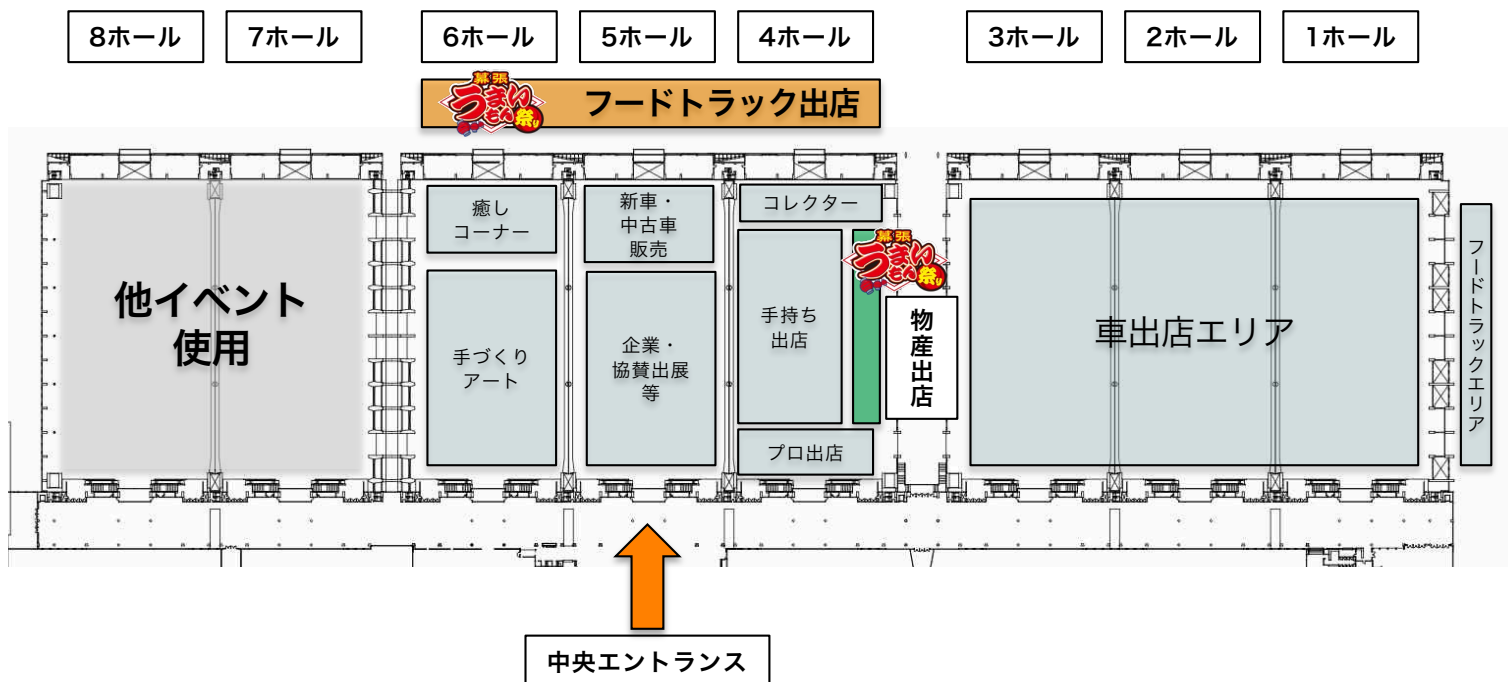 8ホール
7ホール
6ホール
5ホール
4ホール
3ホール
2ホール
1ホール
幕張
うまい
もん
祭り
フードトラック出店
癒し
コーナー
新車・
中古車
販売
コレクター
幕張
うまい
もん
祭り
他イベント
使用
手づくり
アート
企業・
協賛出展
等
手持ち
出店
物産出店
プロ出店
車出店エリア
フードトラックエリア
中央エントランス